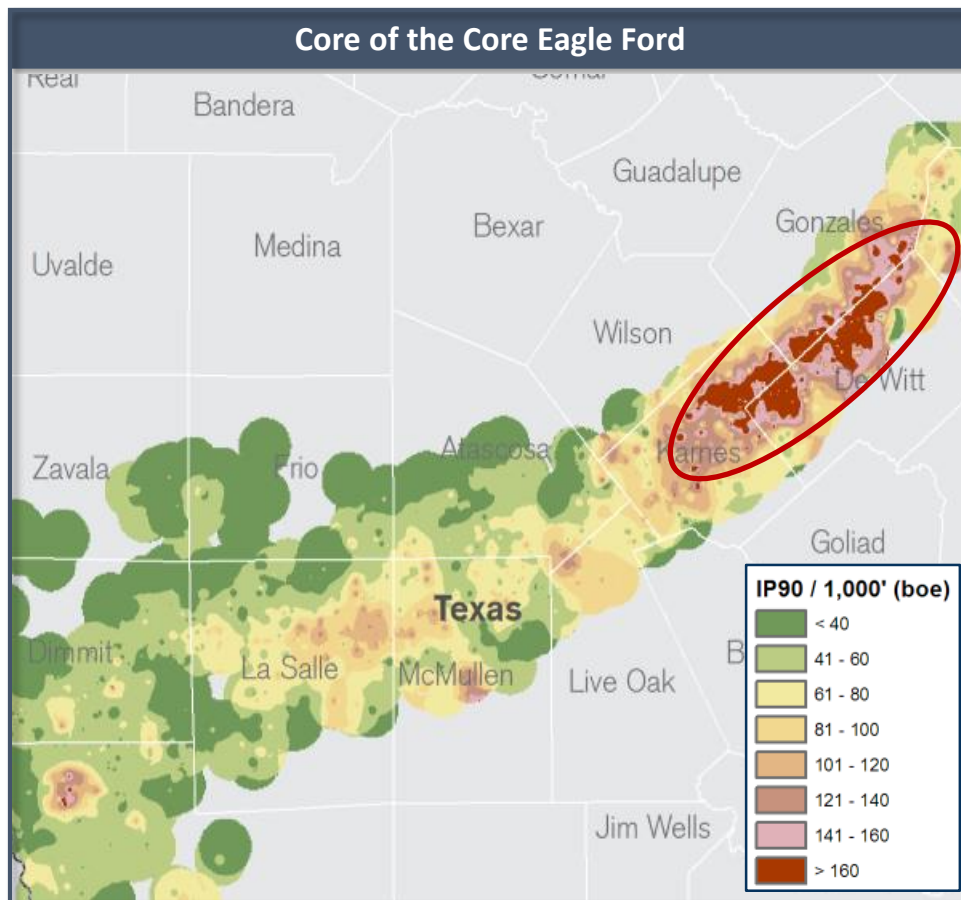 Core of the Core Eagle Ford
Real
Comal
Bandera
Guadalupe
Gonzales
Bexar
Medina
Uvalde
Wilson
De Witt
Atascosa
Karnes
Zavala
Frio
Goliad
Texas
Dimmit
La Salle
McMullen
Live Oak
B
Jim Wells
IP90 / 1,000' (boe)
< 40
41 - 60
61 - 80
81 - 100
101 - 120
121 - 140
141 - 160
> 160